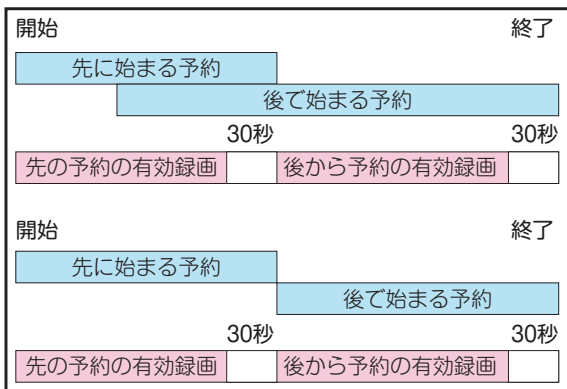 開始 終了
先に始まる予約
後で始まる予約
30秒 30秒
先の予約の有効録画 後から予約の有効録画
開始 終了
先に始まる予約
後で始まる予約
30秒 30秒
先の予約の有効録画 後から予約の有効録画